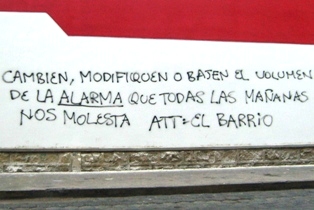 CAMBIEN, MODIFIQUEN O BAJEN EL VOLUMEN
DE LA ALARMA QUE TODAS LAS MAÑANAS
NOS MOLESTA ATT: EL BARRIO